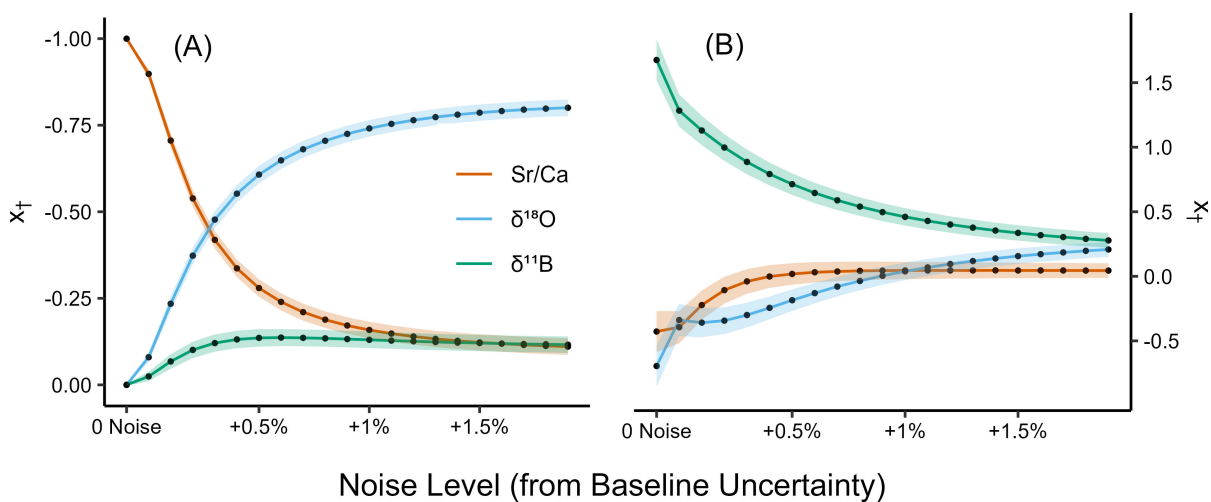 (A)
(B)
-1.00
-0.75
-0.50
-0.25
0.00
x†
Sr/Ca
δ¹⁸O
δ¹¹B
1.5
1.0
0.5
0.0
-0.5
x†
0 Noise +0.5% +1% +1.5%
0 Noise +0.5% +1% +1.5%
Noise Level (from Baseline Uncertainty)